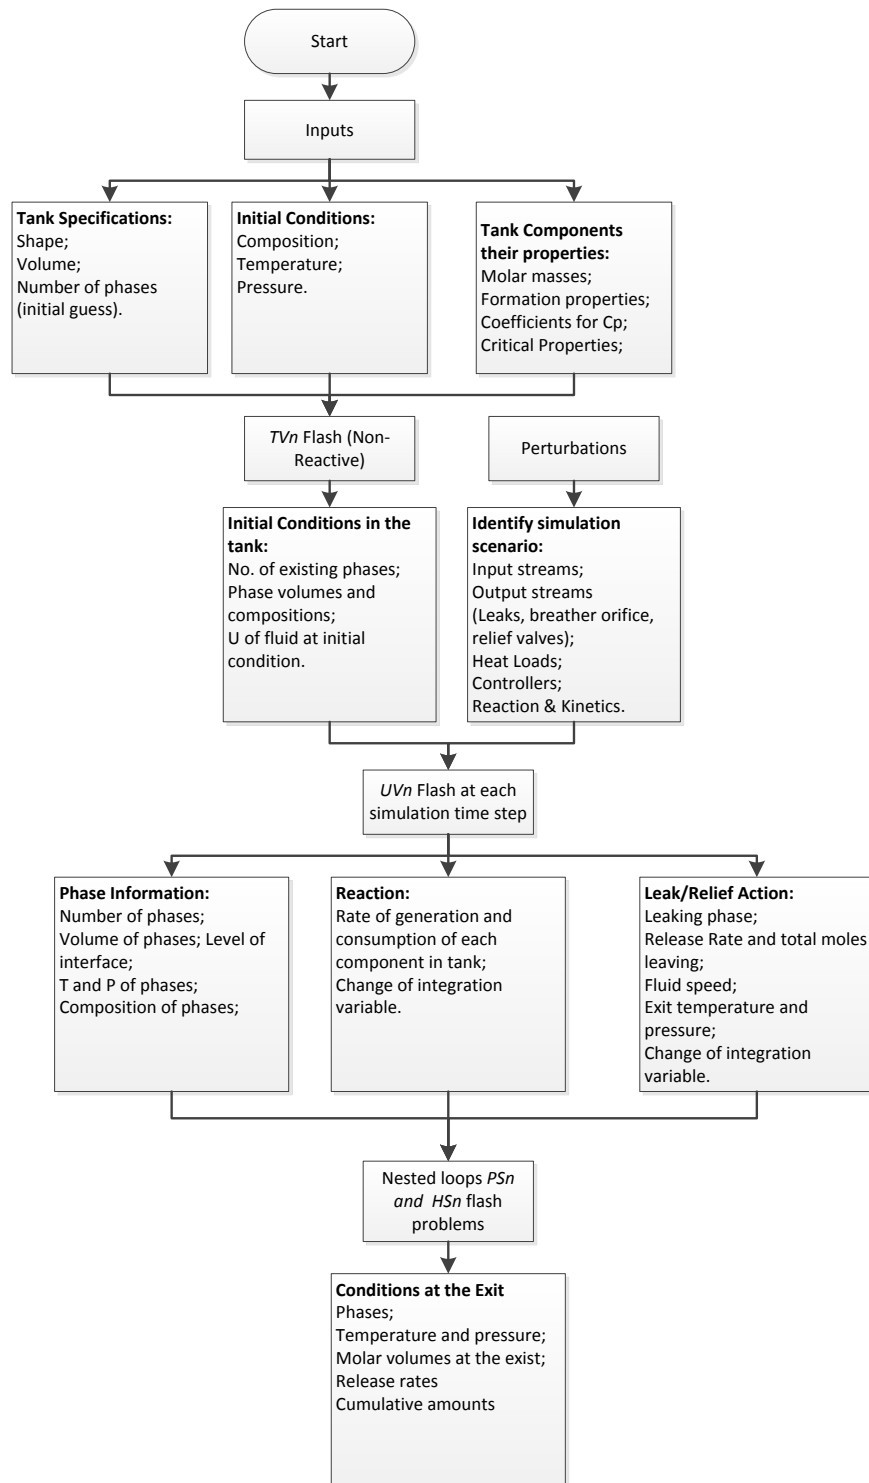 Start
Inputs
Tank Specifications:
Shape;
Volume;
Number of phases
(initial guess).
Initial Conditions:
Composition;
Temperature;
Pressure.
Tank Components
their properties:
Molar masses;
Formation properties;
Coefficients for Cp;
Critical Properties;
TVn Flash (Non-
Reactive)
Perturbations
Initial Conditions in the
tank:
No. of existing phases;
Phase volumes and
compositions;
U of fluid at initial
condition.
Identify simulation
scenario:
Input streams;
Output streams
(Leaks, breather orifice,
relief valves);
Heat Loads;
Controllers;
Reaction & Kinetics.
UVn Flash at each
simulation time step
Phase Information:
Number of phases;
Volume of phases; Level of
interface;
T and P of phases;
Composition of phases;
Reaction:
Rate of generation and
consumption of each
component in tank;
Change of integration
variable.
Leak/Relief Action:
Leaking phase;
Release Rate and total moles
leaving;
Fluid speed;
Exit temperature and
pressure;
Change of integration
variable.
Nested loops PSn
and HSn flash
problems
Conditions at the Exit
Phases;
Temperature and pressure;
Molar volumes at the exist;
Release rates
Cumulative amounts